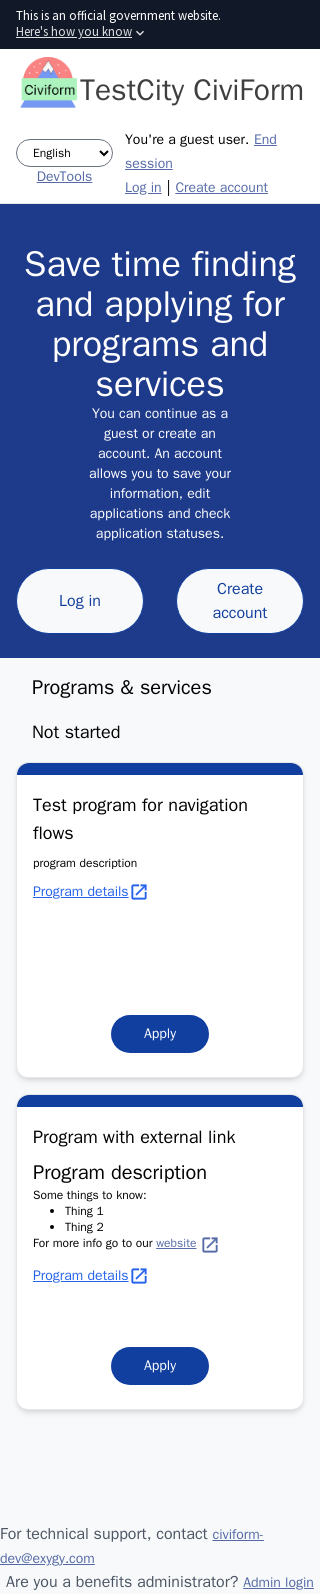 This is an official government website.
Here's how you know
Civiform
TestCity CiviForm
English
DevTools
You're a guest user. End
session
Log in | Create account
Save time finding
and applying for
programs and
services
You can continue as a
guest or create an
account. An account
allows you to save your
information, edit
applications and check
application statuses.
Log in
Create
account
Programs & services
Not started
Test program for navigation
flows
program description
Program details
Apply
Program with external link
Program description
Some things to know:
• Thing 1
• Thing 2
For more info go to our website
Program details
Apply
For technical support, contact civiform-
dev@exygy.com
Are you a benefits administrator? Admin login